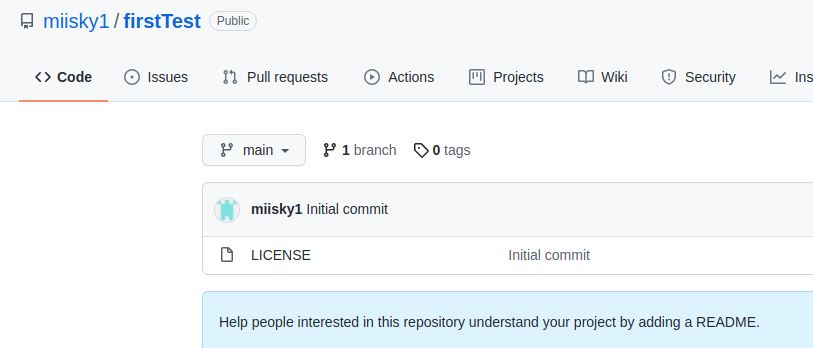 miisky1 / firstTest Public
Code Issues Pull requests Actions Projects Wiki Security Ins
main 1 branch 0 tags
miisky1 Initial commit
LICENSE Initial commit
Help people interested in this repository understand your project by adding a README.